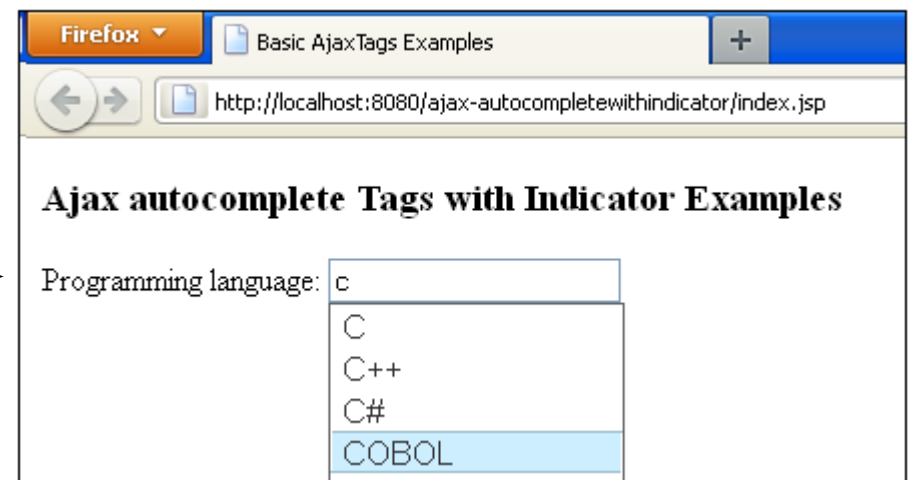 Firefox
Basic AjaxTags Examples
http://localhost:8080/ajax-autocompletewithindicator/index.jsp
Ajax autocomplete Tags with Indicator Examples
Programming language: c
C
C++
C#
COBOL